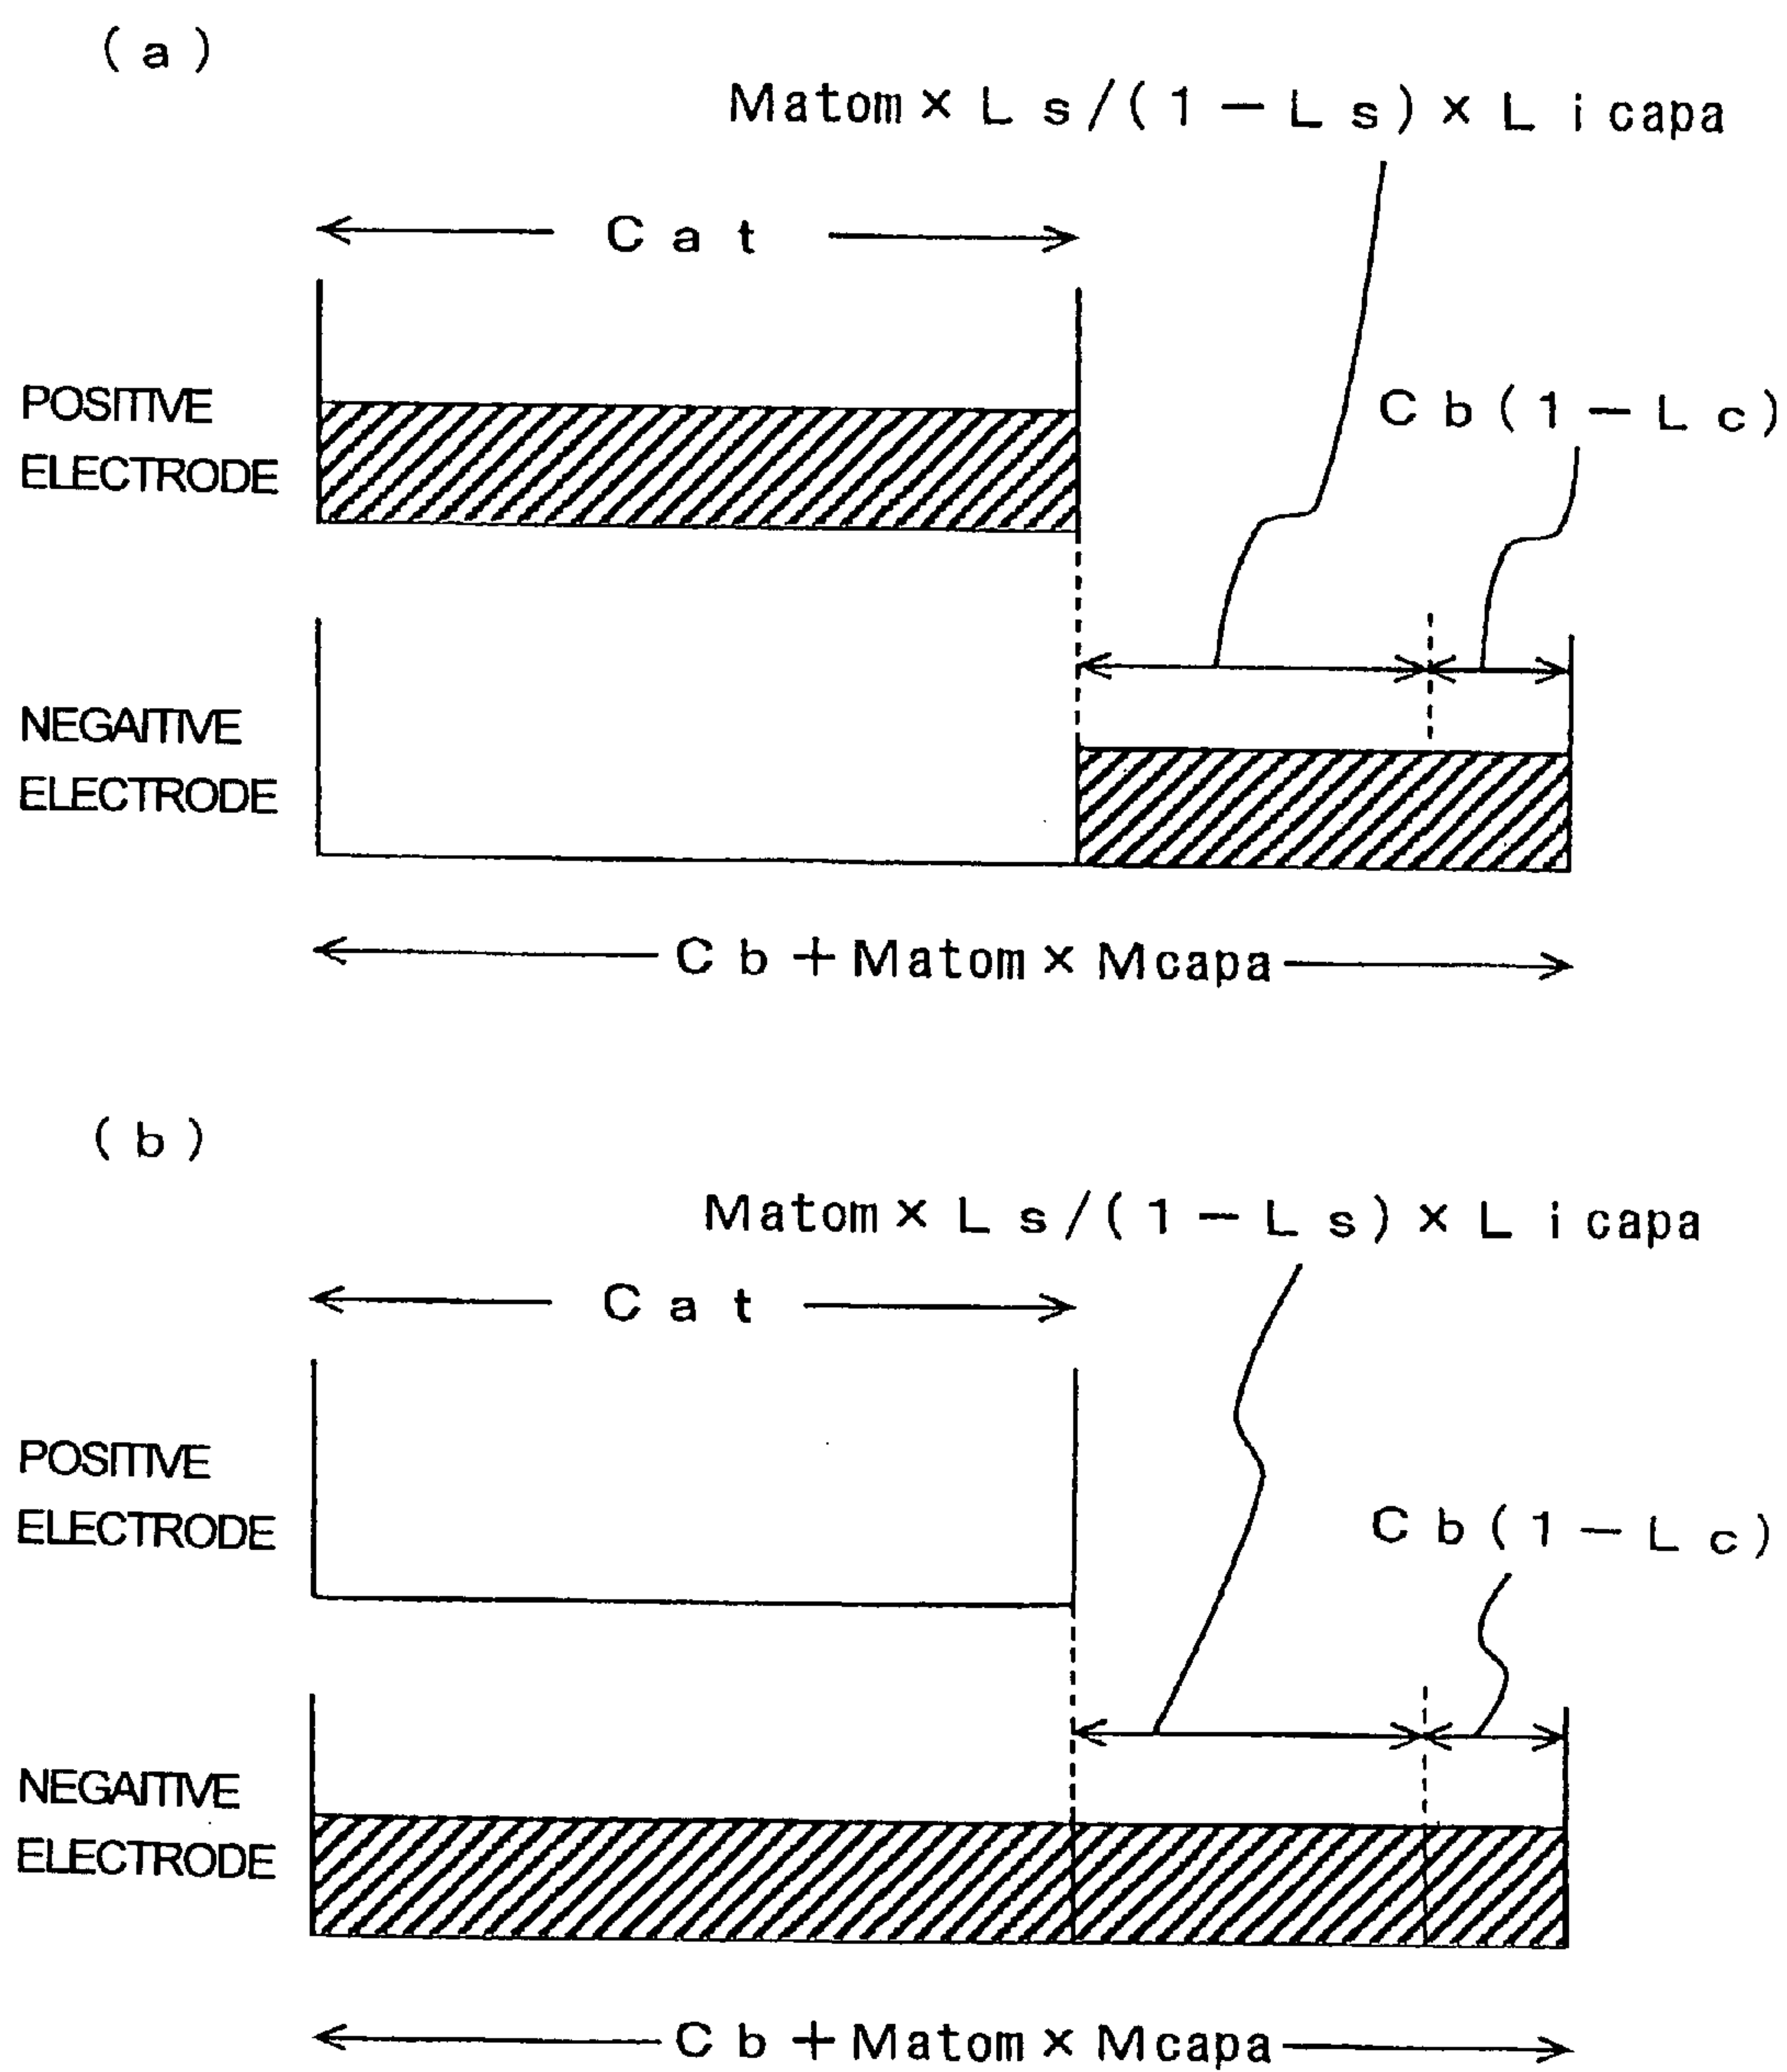 (a)
Matom × Ls/(1－Ls) × Licapa
Cat
POSITIVE
ELECTRODE
Cb(1－Lc)
NEGAITIVE
ELECTRODE
Cb＋Matom × Mcapa
(b)
Matom × Ls/(1－Ls) × Licapa
Cat
POSITIVE
ELECTRODE
Cb(1－Lc)
NEGAITIVE
ELECTRODE
Cb＋Matom × Mcapa